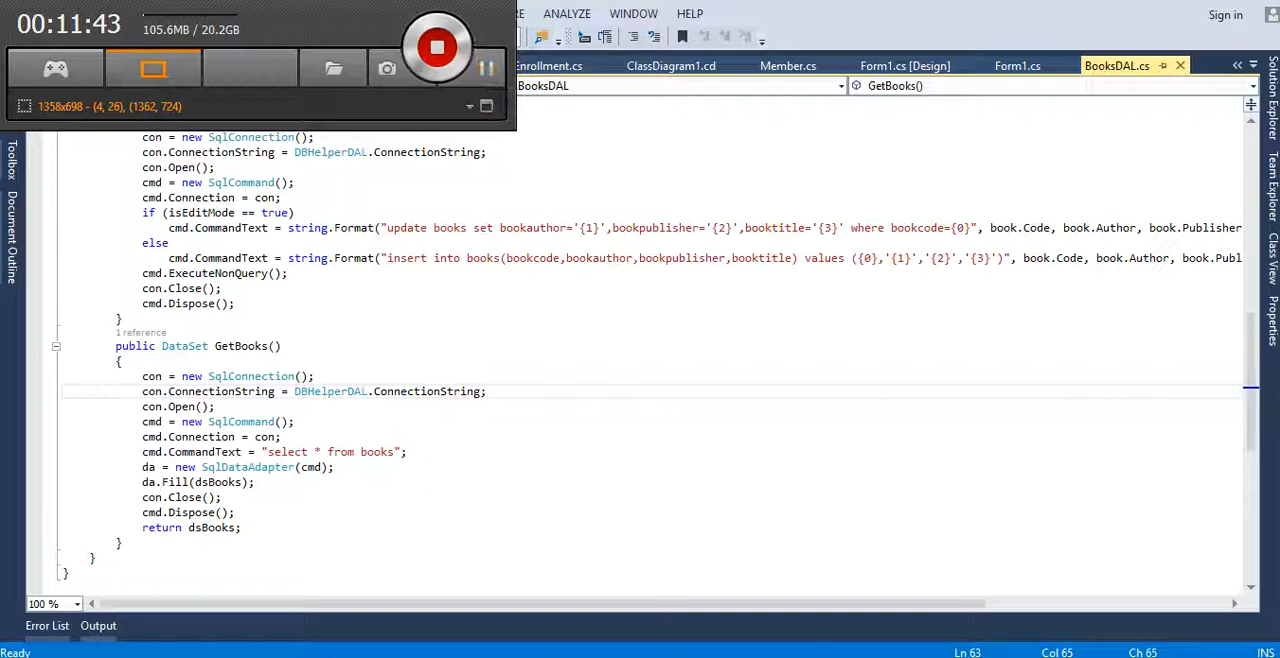 00:11:43
105.6MB / 20.2GB
1358x698 - (4, 26), (1362, 724)
RE ANALYZE WINDOW HELP
Sign in
Enrollment.cs ClassDiagram1.cd Member.cs Form1.cs [Design] Form1.cs BooksDAL.cs
BooksDAL GetBooks()
con = new SqlConnection();
con.ConnectionString = DBHelperDAL.ConnectionString;
con.Open();
cmd = new SqlCommand();
cmd.Connection = con;
if (isEditMode == true)
cmd.CommandText = string.Format("update books set bookauthor='{1}',bookpublisher='{2}',booktitle='{3}' where bookcode={0}", book.Code, book.Author, book.Publisher
else
cmd.CommandText = string.Format("insert into books(bookcode,bookauthor,bookpublisher,booktitle) values ({0},'{1}','{2}','{3}')", book.Code, book.Author, book.Publ
cmd.ExecuteNonQuery();
con.Close();
cmd.Dispose();
}
1 reference
public DataSet GetBooks()
{
con = new SqlConnection();
con.ConnectionString = DBHelperDAL.ConnectionString;
con.Open();
cmd = new SqlCommand();
cmd.Connection = con;
cmd.CommandText = "select * from books";
da = new SqlDataAdapter(cmd);
da.Fill(dsBooks);
con.Close();
cmd.Dispose();
return dsBooks;
}
}
}
100 %
Error List Output
Ready Ln 63 Col 65 Ch 65 INS
Toolbox
Document Outline
Solution Explorer
Team Explorer
Class View
Properties